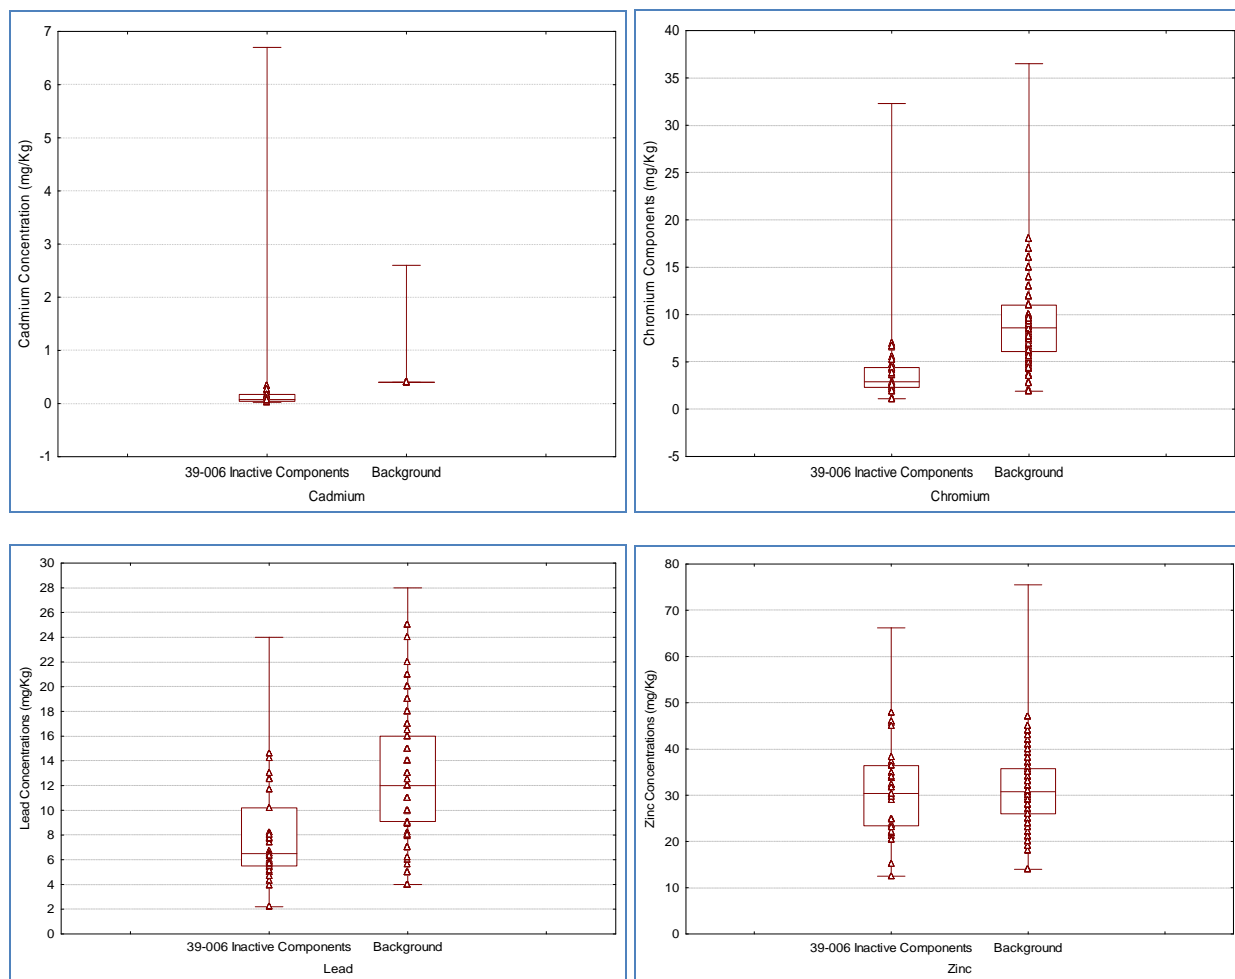 Cadmium Concentration (mg/Kg)
7
6
5
4
3
2
1
0
-1
39-006 Inactive Components
Background
Cadmium
Chromium Components (mg/Kg)
40
35
30
25
20
15
10
5
0
-5
39-006 Inactive Components
Background
Chromium
Lead Concentrations (mg/Kg)
30
28
26
24
22
20
18
16
14
12
10
8
6
4
2
0
39-006 Inactive Components
Background
Lead
Zinc Concentrations (mg/Kg)
80
70
60
50
40
30
20
10
0
39-006 Inactive Components
Background
Zinc